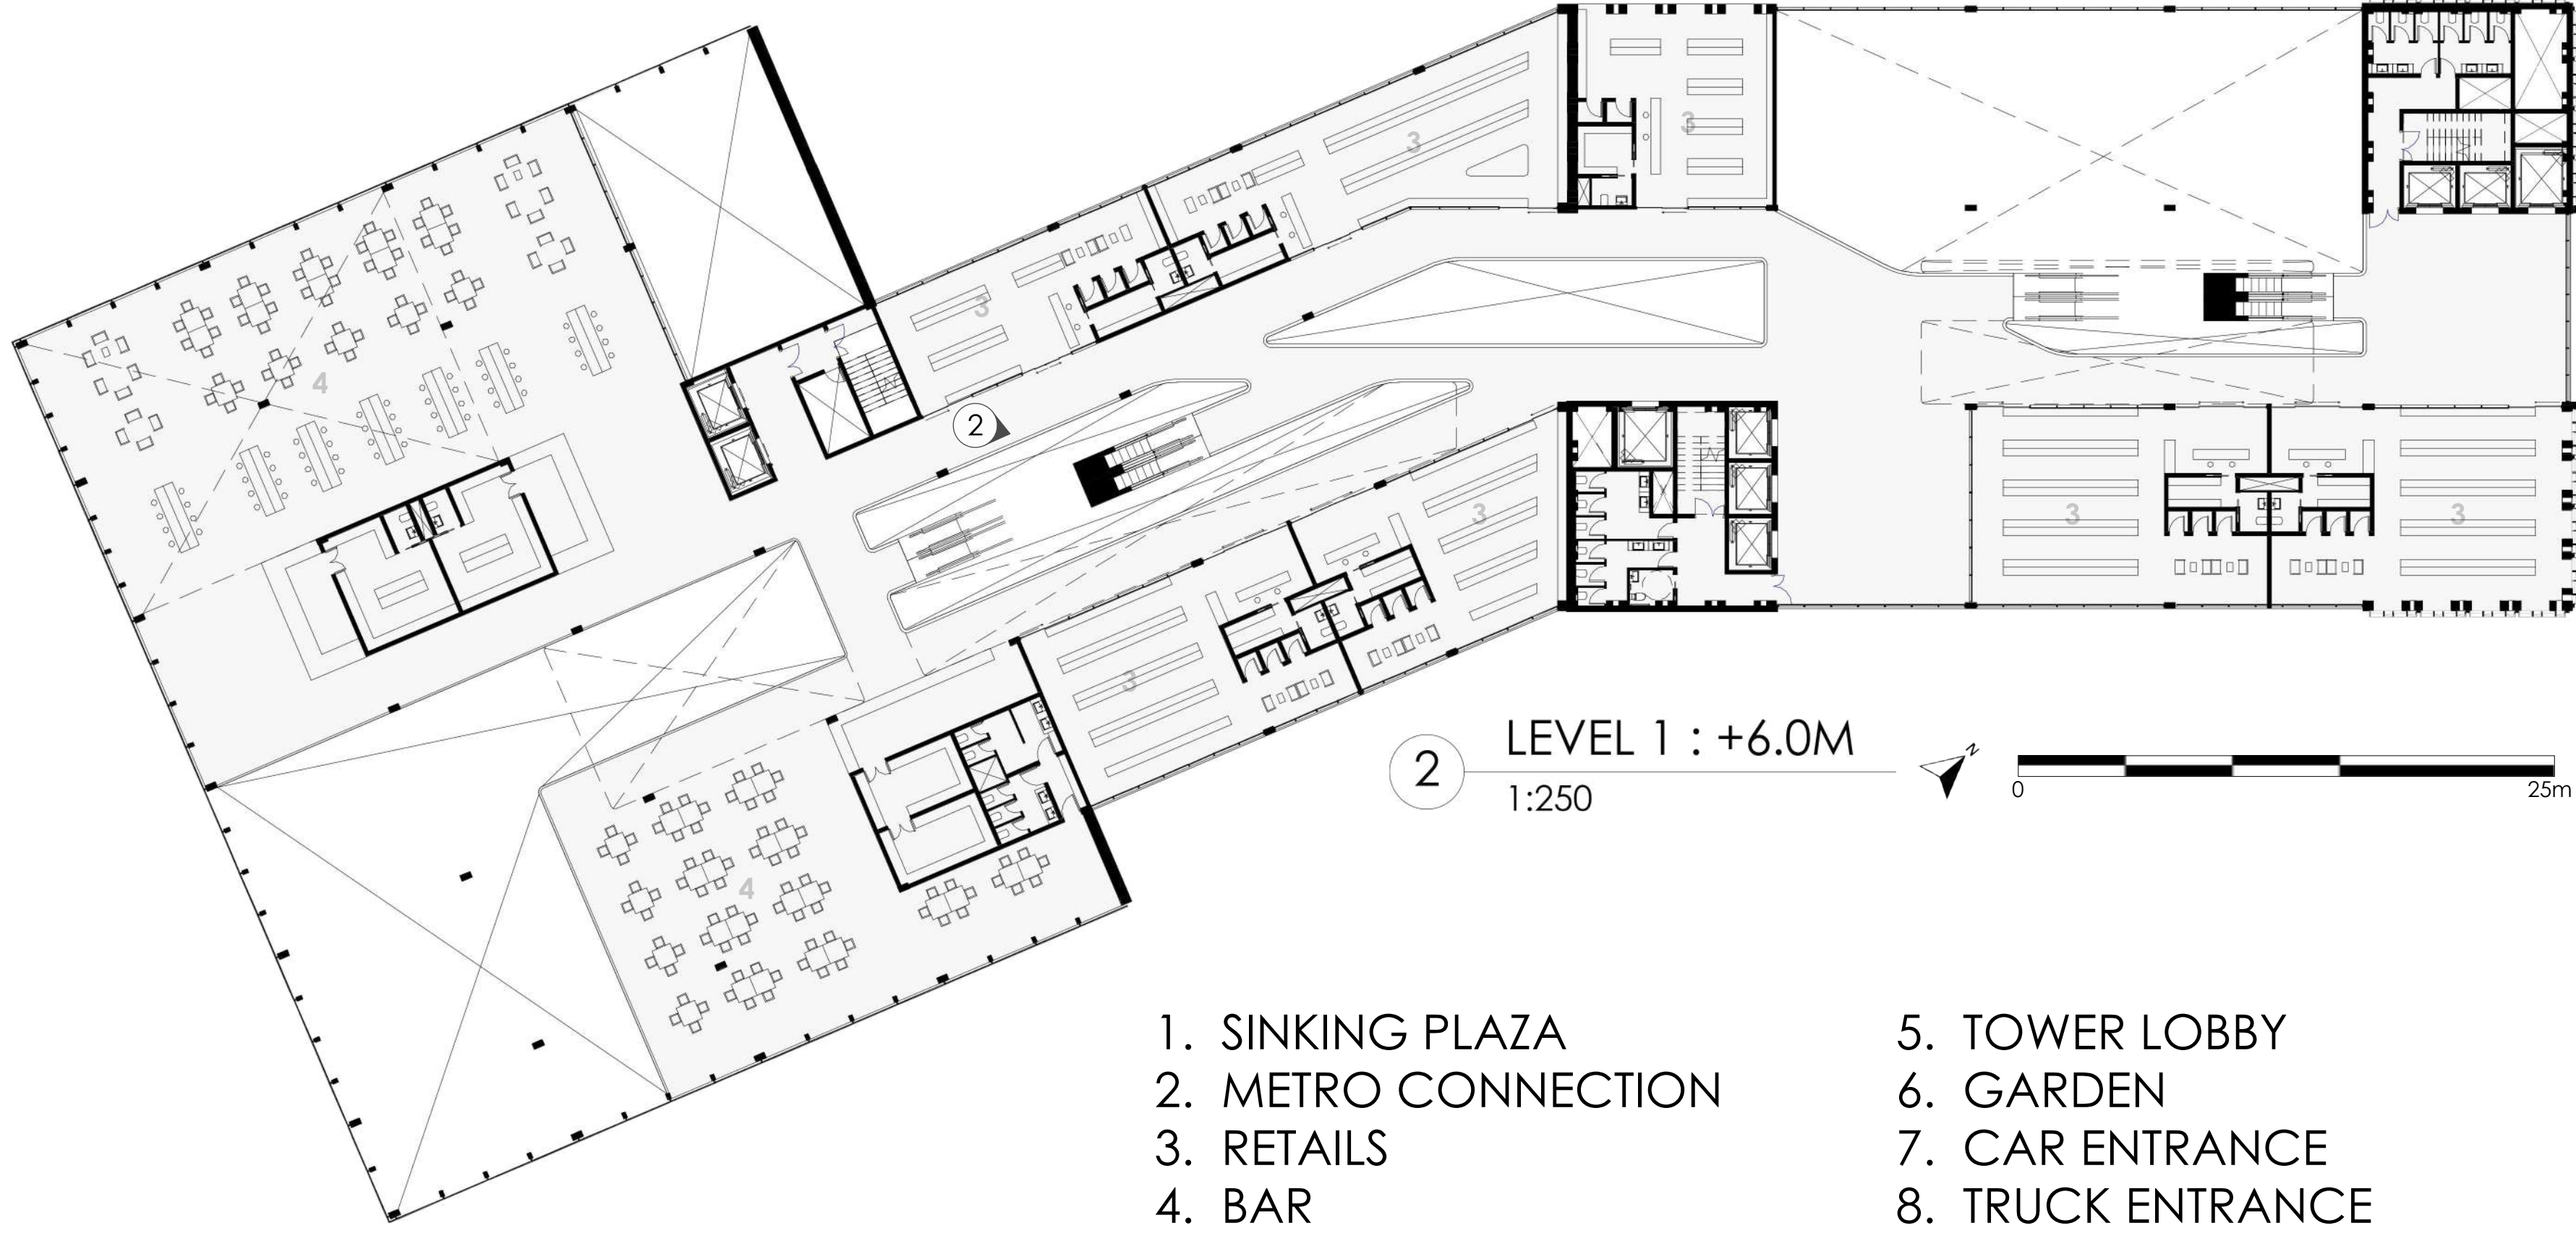 3
3
3
4
3
2
3
3
3
3
4
2
LEVEL 1 : +6.0M
1:250
N
0
25m
1. SINKING PLAZA
2. METRO CONNECTION
3. RETAILS
4. BAR
5. TOWER LOBBY
6. GARDEN
7. CAR ENTRANCE
8. TRUCK ENTRANCE